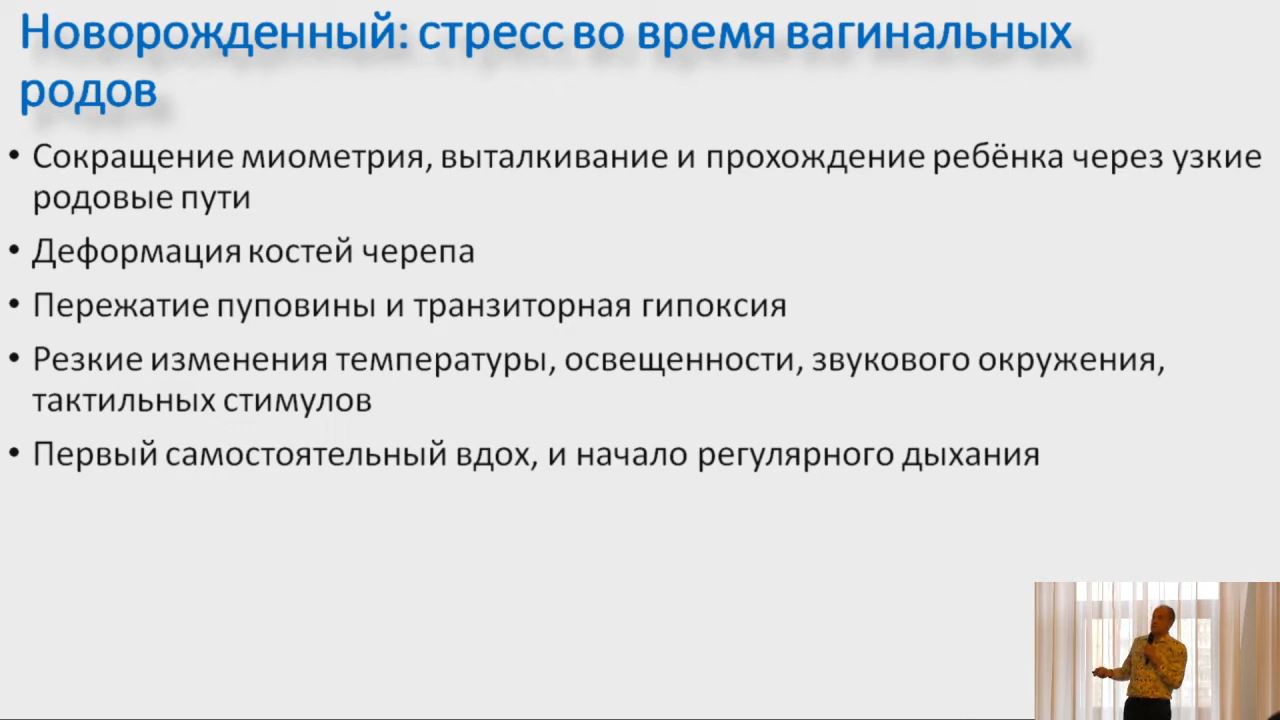 Новорожденный: стресс во время вагинальных
родов
• Сокращение миометрия, выталкивание и прохождение ребёнка через узкие
родовые пути
• Деформация костей черепа
• Пережатие пуповины и транзиторная гипоксия
• Резкие изменения температуры, освещенности, звукового окружения,
тактильных стимулов
• Первый самостоятельный вдох, и начало регулярного дыхания